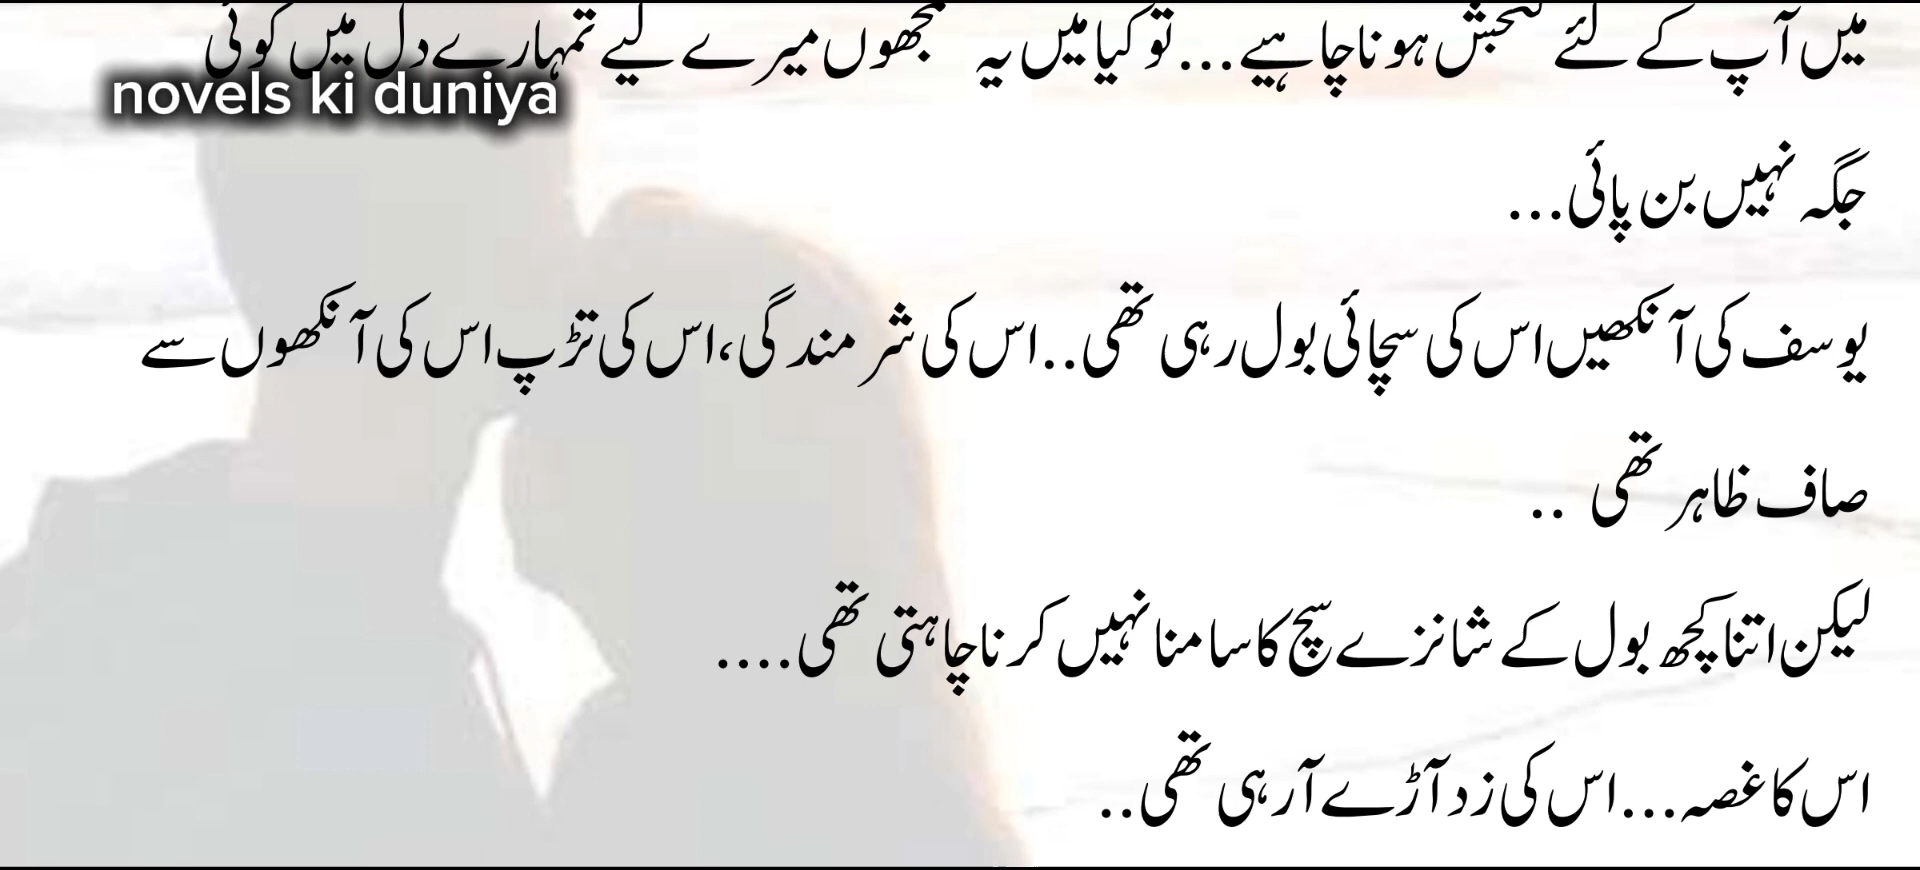 میں آپ کے لئے گنجش ہونا چاہیے... تو کیا میں یہ سمجھوں میرے لیے تمہارے دل میں کوئی
novels ki duniya
جگہ نہیں بن پائی...
یوسف کی آنکھیں اس کی سچائی بول رہی تھی.. اس کی شرمندگی، اس کی تڑپ اس کی آنکھوں سے
صاف ظاہر تھی ..
لیکن اتنا کچھ بول کے شانزے سچ کا سامنا نہیں کرنا چاہتی تھی....
اس کا غصہ... اس کی زد آڑے آرہی تھی..